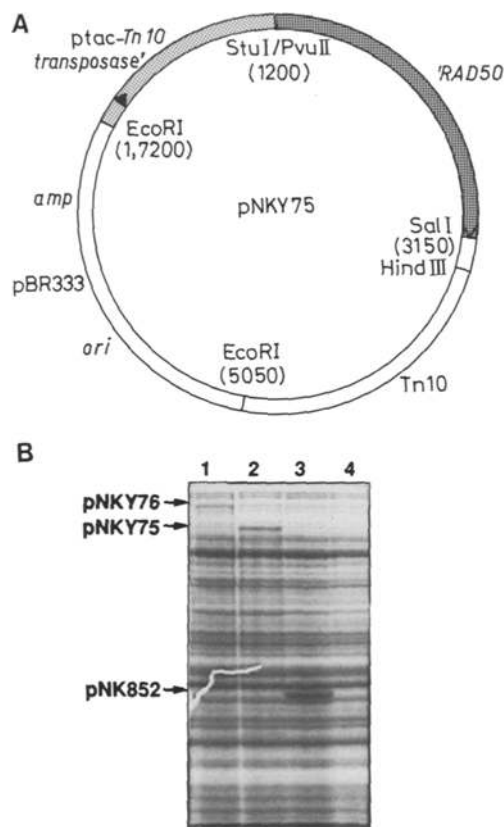 A
ptac-Tn10
transposase'
StuI/PvuII
(1200)
'RAD50
EcoRI
(1,7200)
amp
pNKY75
SalI
(3150)
HindIII
pBR333
ori
EcoRI
(5050)
Tn10
B
1 2 3 4
pNKY76
pNKY75
pNK852